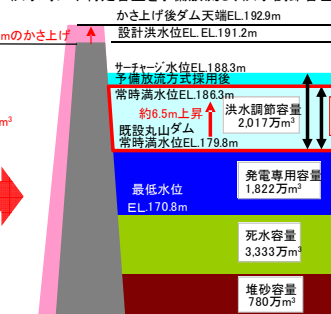 かさ上げ後ダム天端EL.192.9m
mのかさ上げ
設計洪水位EL. EL.191.2m
サーチャージ水位EL.188.3m
予備放流方式採用後
常時満水位EL.186.3m
約6.5m上昇
洪水調節容量
2,017万m³
既設丸山ダム
常時満水位EL.179.8m
m³
発電専用容量
1,822万m³
最低水位
EL.170.8m
死水容量
3,333万m³
堆砂容量
780万m³